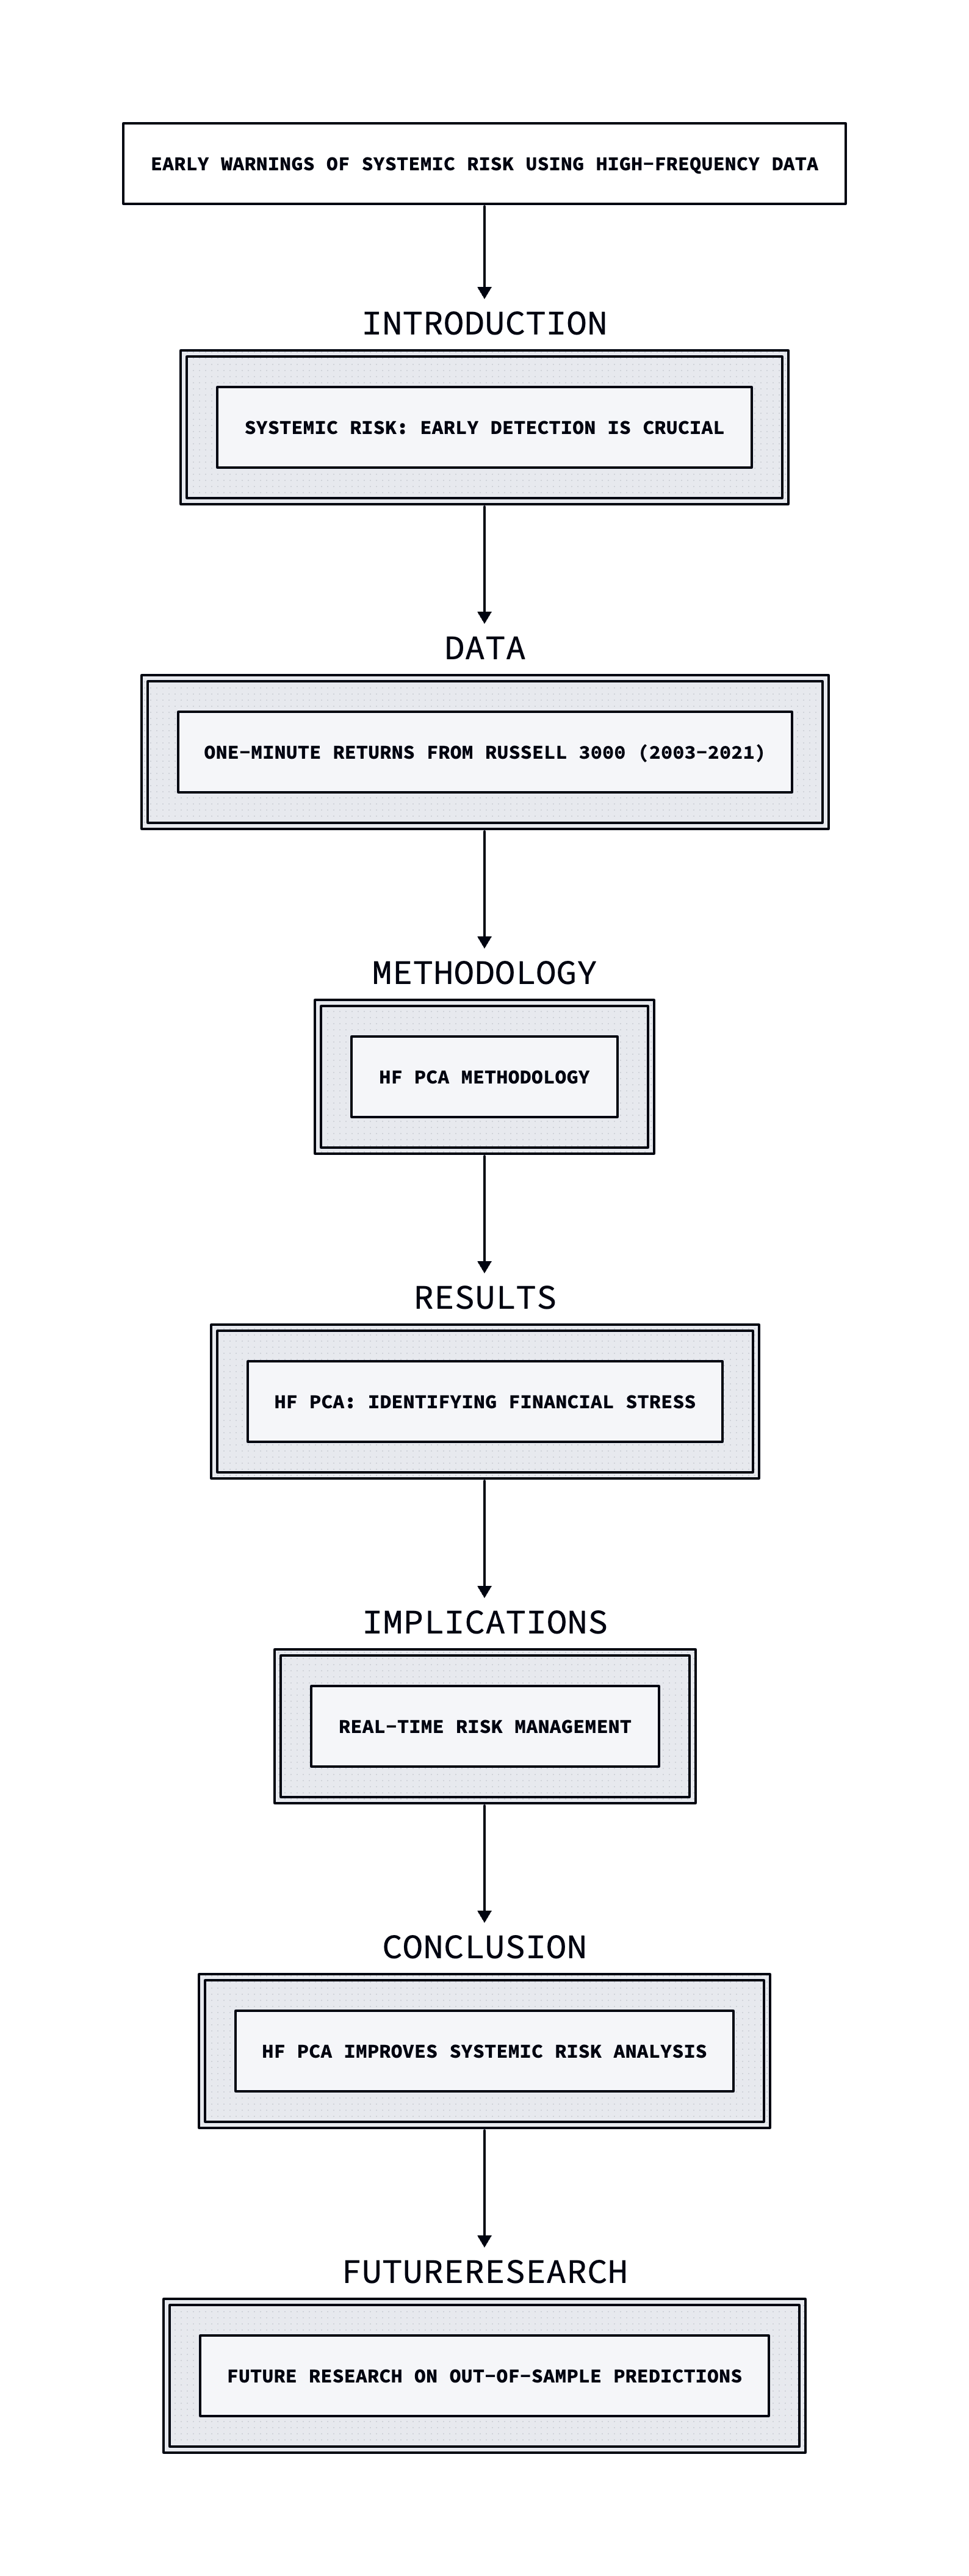 EARLY WARNINGS OF SYSTEMIC RISK USING HIGH-FREQUENCY DATA
INTRODUCTION
SYSTEMIC RISK: EARLY DETECTION IS CRUCIAL
DATA
ONE-MINUTE RETURNS FROM RUSSELL 3000 (2003-2021)
METHODOLOGY
HF PCA METHODOLOGY
RESULTS
HF PCA: IDENTIFYING FINANCIAL STRESS
IMPLICATIONS
REAL-TIME RISK MANAGEMENT
CONCLUSION
HF PCA IMPROVES SYSTEMIC RISK ANALYSIS
FUTURERESEARCH
FUTURE RESEARCH ON OUT-OF-SAMPLE PREDICTIONS